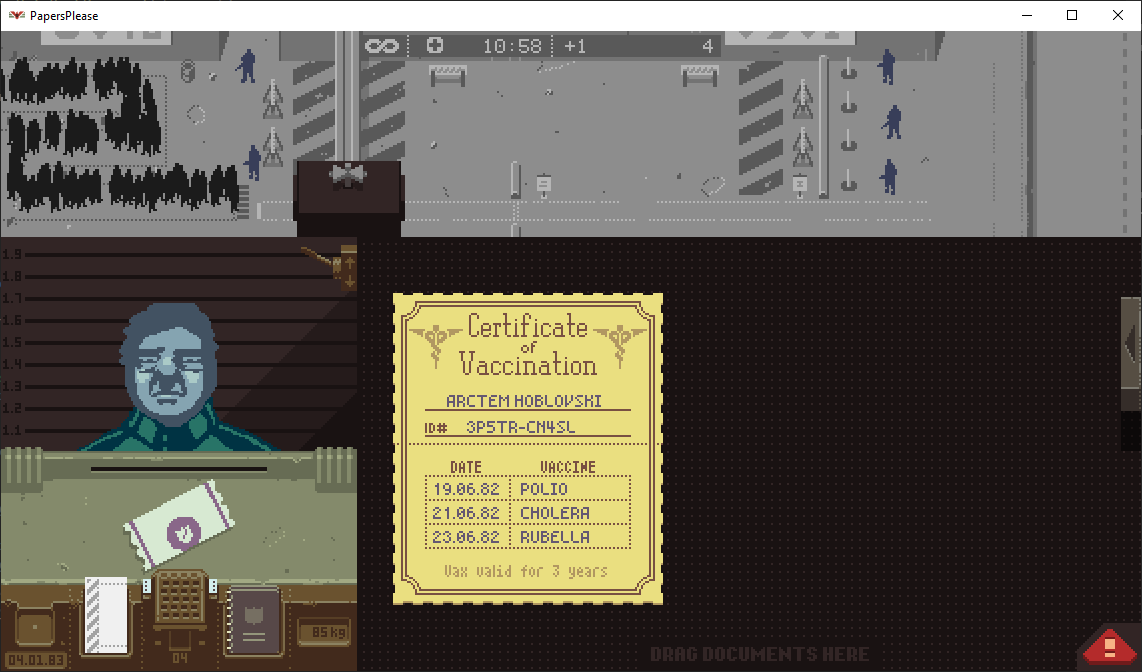 PapersPlease
10:58 +1 4
1.9
1.8
1.7
1.6
1.5
1.4
1.3
1.2
1.1
Certificate
of
Vaccination
ARCTEM HOBLOVSKI
ID# 3P5TR-CN4SL
DATE VACCINE
19.06.82 POLIO
21.06.82 CHOLERA
23.06.82 RUBELLA
Vax valid for 3 years
85kg
04.01.83
04
DRAG DOCUMENTS HERE